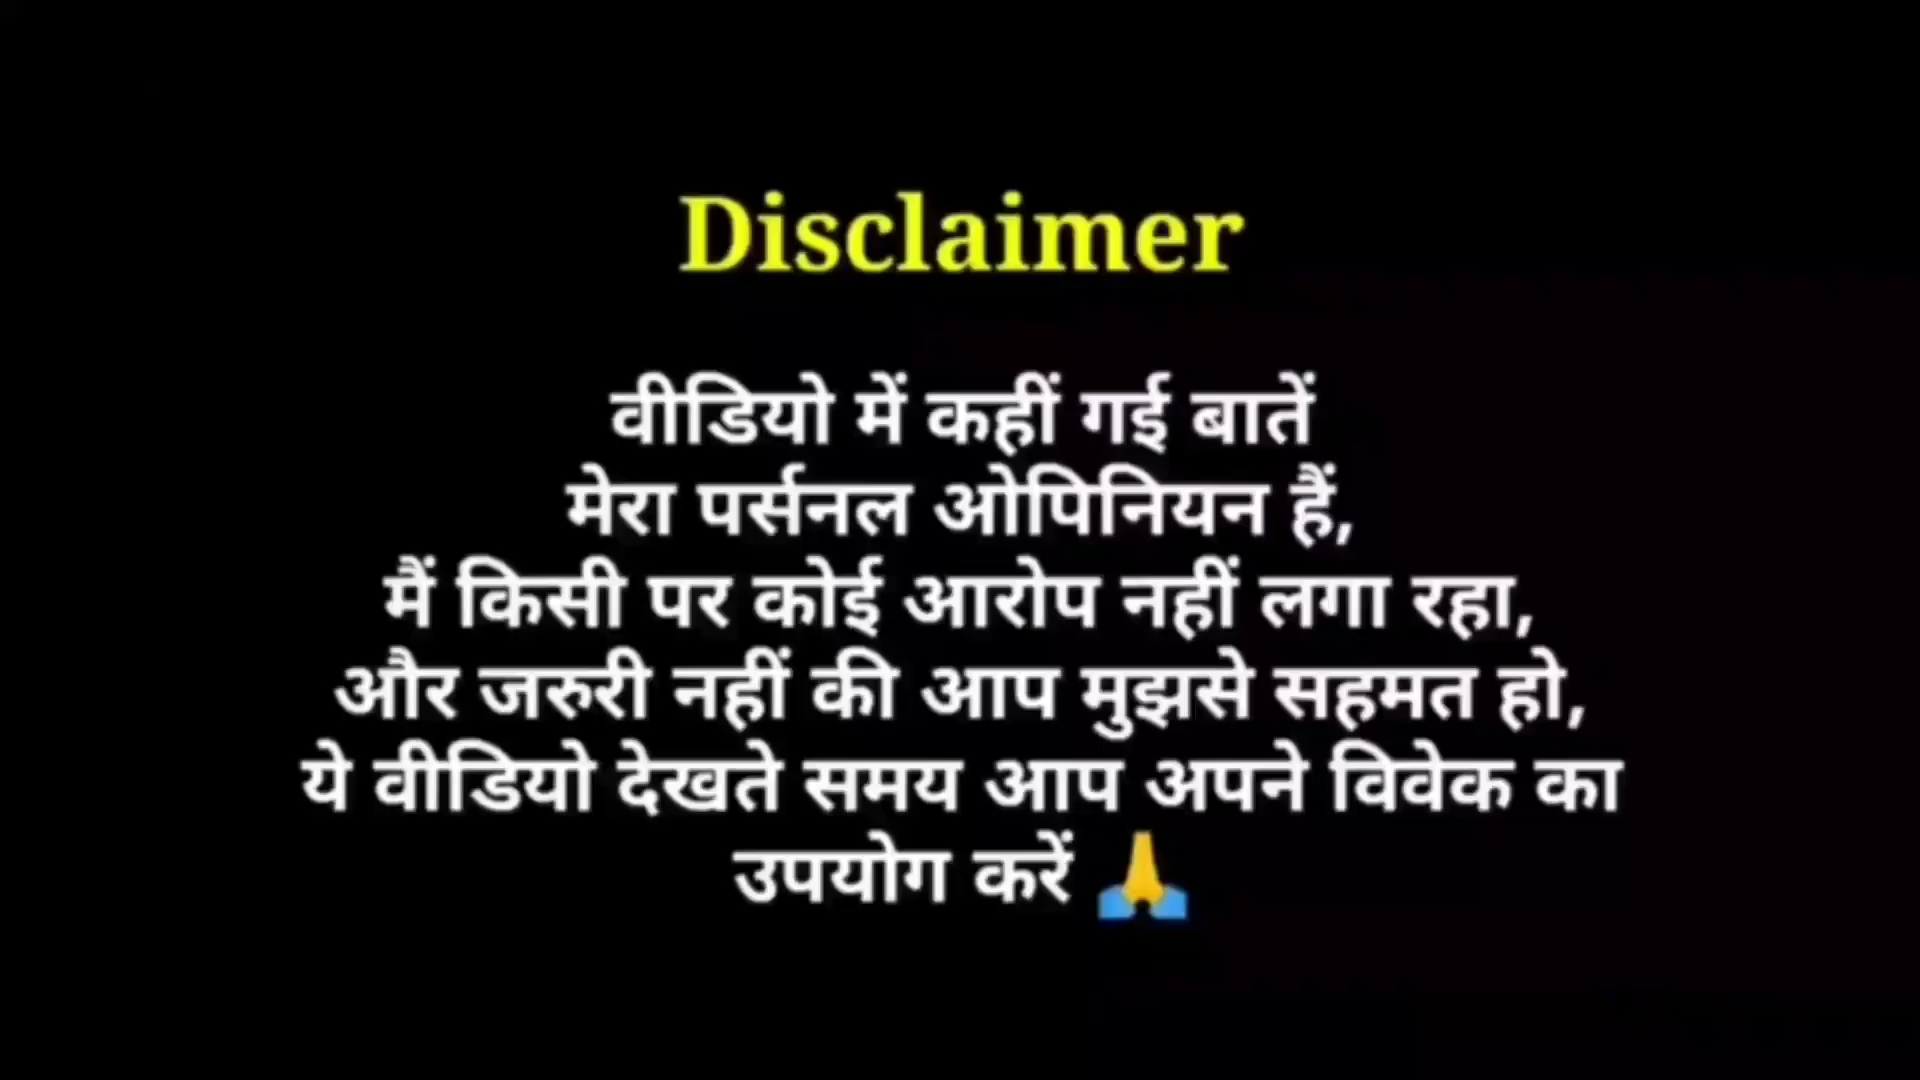 Disclaimer
वीडियो में कहीं गई बातें
मेरा पर्सनल ओपिनियन हैं,
मैं किसी पर कोई आरोप नहीं लगा रहा,
और जरुरी नहीं की आप मुझसे सहमत हो,
ये वीडियो देखते समय आप अपने विवेक का
उपयोग करें 🙏